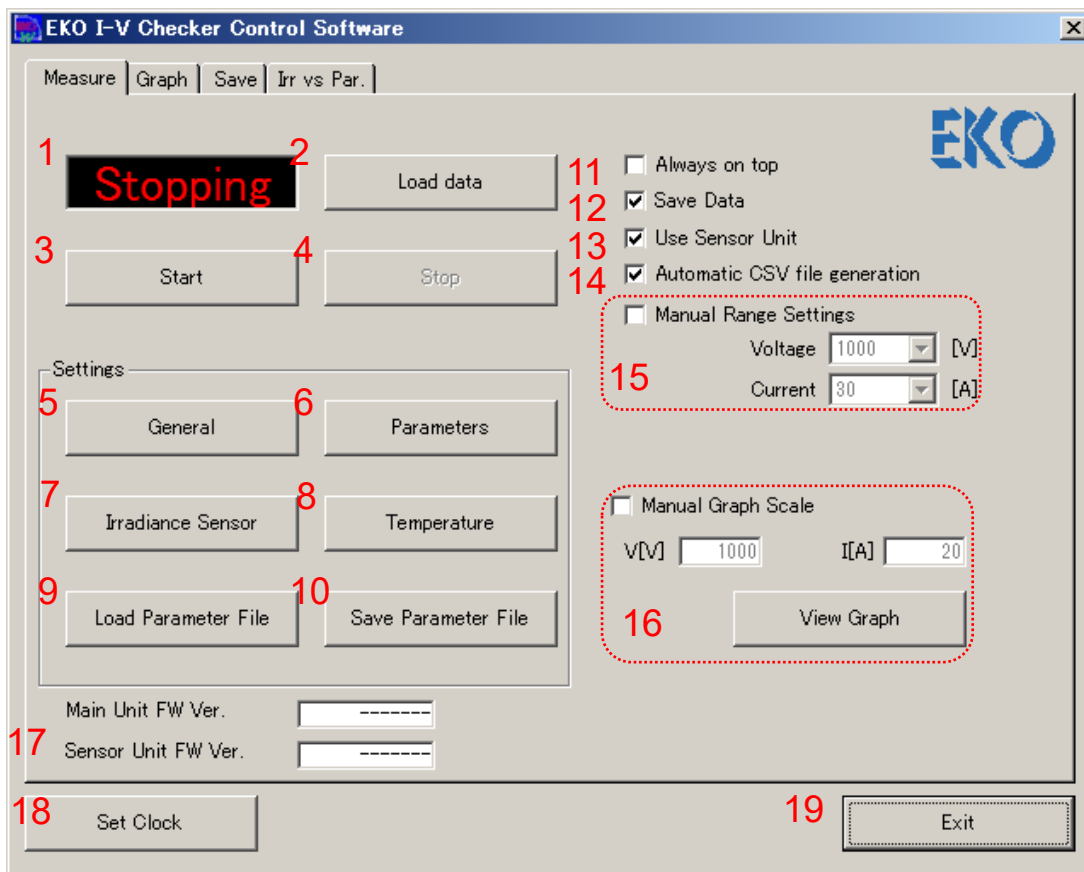 EKO I-V Checker Control Software
Measure Graph Save Irr vs Par.
EKO
1 Stopping
2 Load data
3 Start
4 Stop
11 Always on top
12 Save Data
13 Use Sensor Unit
14 Automatic CSV file generation
Manual Range Settings
Voltage 1000 [V]
15
Current 30 [A]
Settings
5 General
6 Parameters
7 Irradiance Sensor
8 Temperature
9 Load Parameter File
10 Save Parameter File
Manual Graph Scale
V[V] 1000 I[A] 20
16 View Graph
Main Unit FW Ver. -------
17 Sensor Unit FW Ver. -------
18 Set Clock
19 Exit